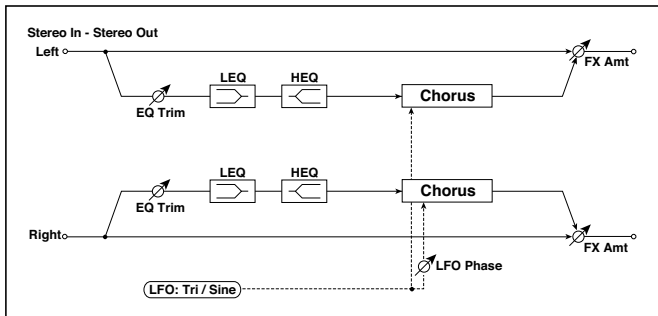 Stereo In - Stereo Out
Left
FX Amt
LEQ
HEQ
EQ Trim
Chorus
LEQ
HEQ
EQ Trim
Chorus
Right
FX Amt
LFO Phase
LFO: Tri / Sine